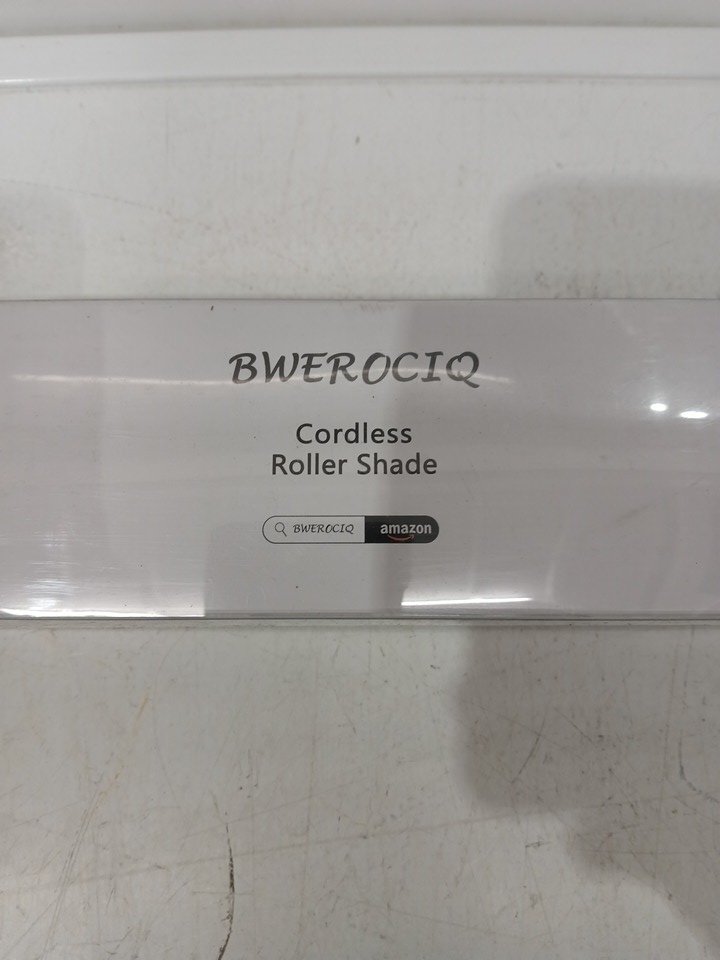 BWEROCIQ
Cordless
Roller Shade
BWEROCIQ amazon